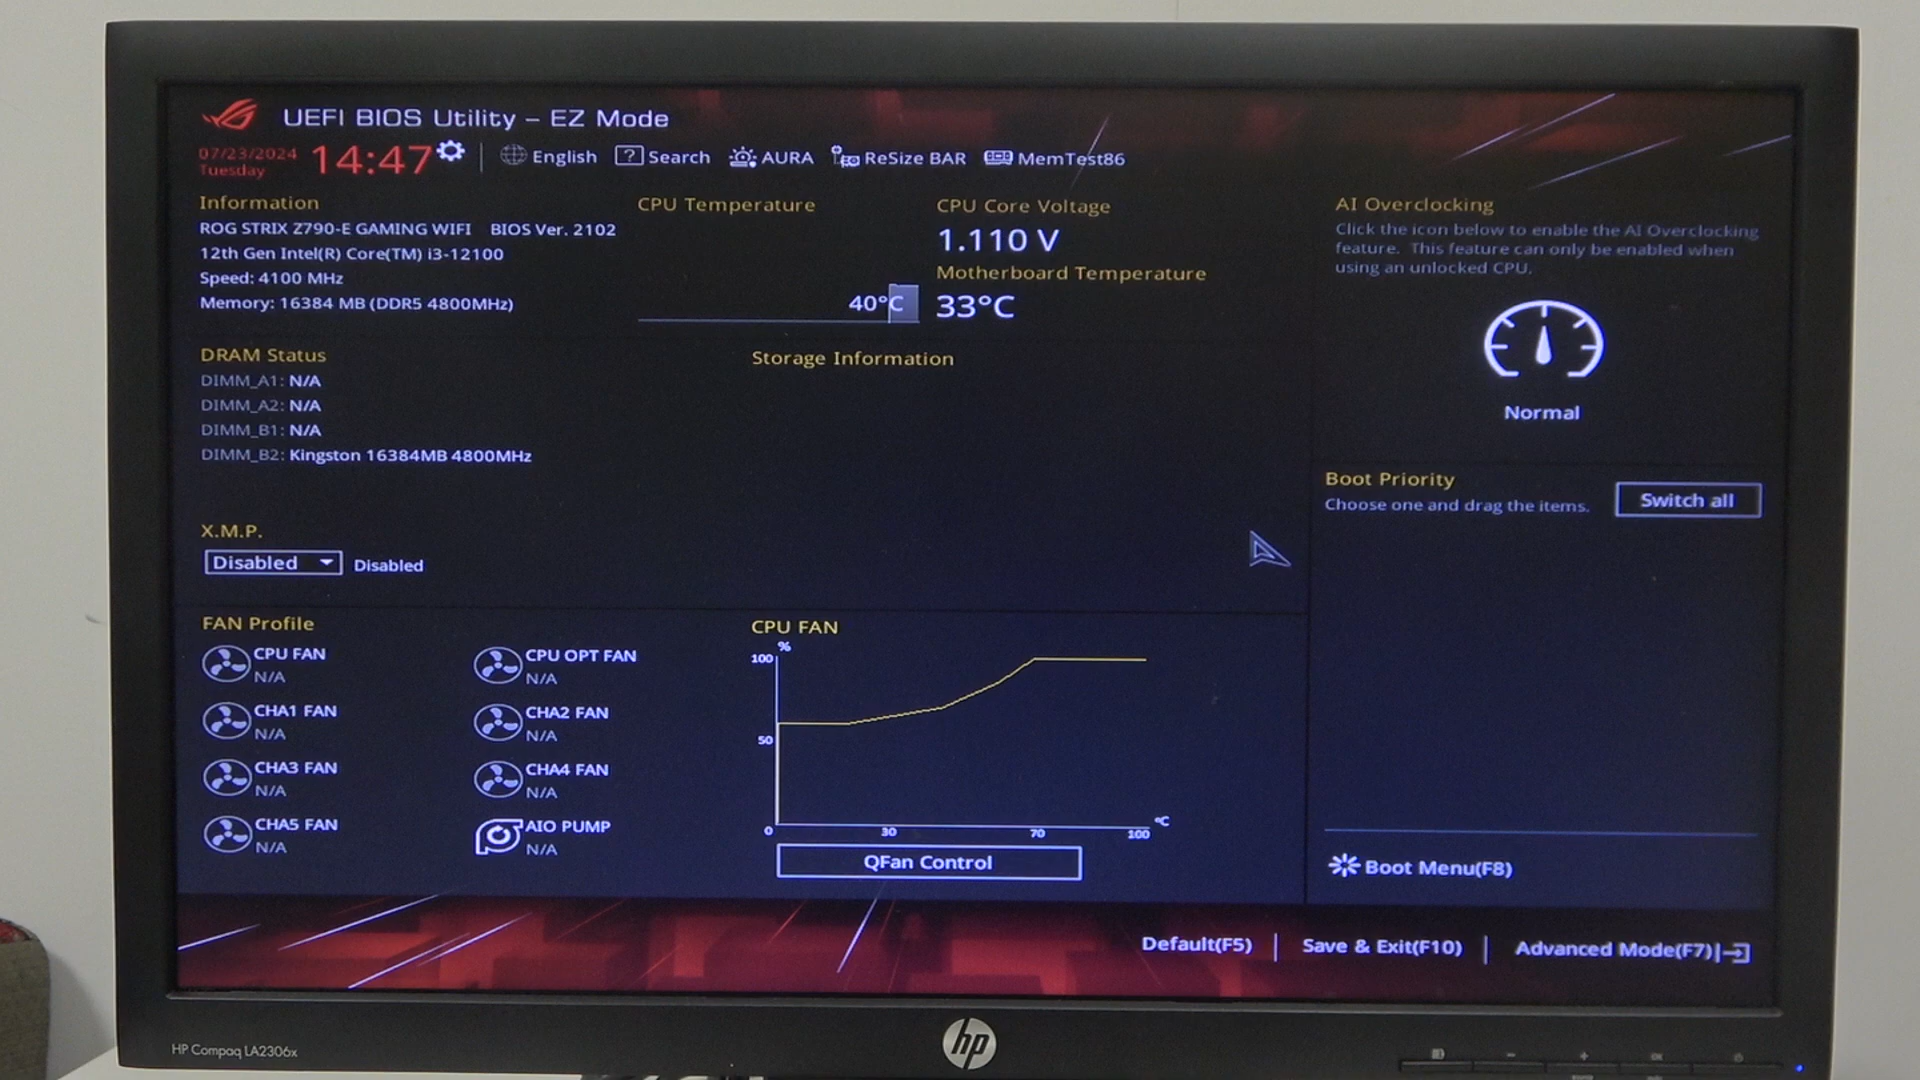 UEFI BIOS Utility – EZ Mode
07/23/2024
Tuesday
14:47
English
Search
AURA
ReSize BAR
MemTest86
Information
ROG STRIX Z790-E GAMING WIFI BIOS Ver. 2102
12th Gen Intel(R) Core(TM) i3-12100
Speed: 4100 MHz
Memory: 16384 MB (DDR5 4800MHz)
CPU Temperature
40°C
CPU Core Voltage
1.110 V
Motherboard Temperature
33°C
AI Overclocking
Click the icon below to enable the AI Overclocking
feature. This feature can only be enabled when
using an unlocked CPU.
Normal
DRAM Status
DIMM_A1: N/A
DIMM_A2: N/A
DIMM_B1: N/A
DIMM_B2: Kingston 16384MB 4800MHz
Storage Information
X.M.P.
Disabled
Disabled
Boot Priority
Choose one and drag the items.
Switch all
FAN Profile
CPU FAN
N/A
CPU OPT FAN
N/A
CHA1 FAN
N/A
CHA2 FAN
N/A
CHA3 FAN
N/A
CHA4 FAN
N/A
CHA5 FAN
N/A
AIO PUMP
N/A
CPU FAN
%
100
50
0
30
70
100
°C
QFan Control
Boot Menu(F8)
Default(F5)
Save & Exit(F10)
Advanced Mode(F7)
HP Compaq LA2306x
hp